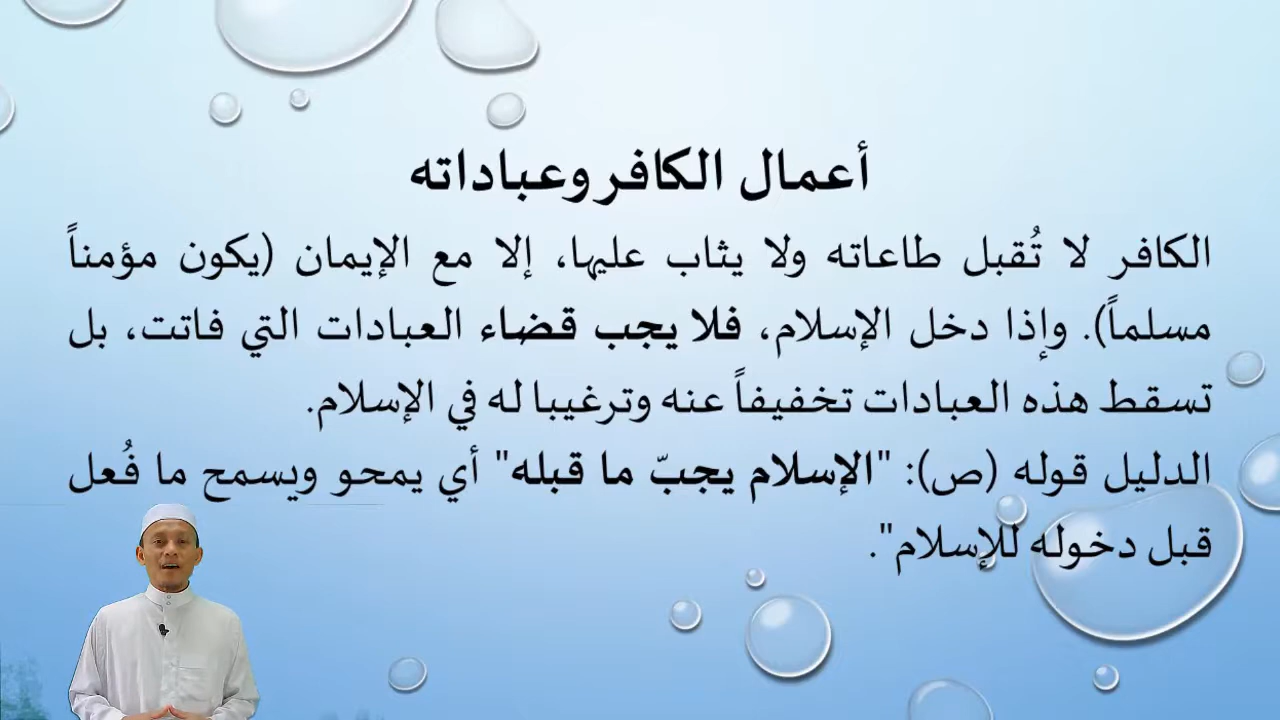 أعمال الكافر وعباداته
الكافر لا تُقبل طاعاته ولا يثاب عليها، إلا مع الإيمان (يكون مؤمناً
مسلماً). وإذا دخل الإسلام، فلا يجب قضاء العبادات التي فاتت، بل
تسقط هذه العبادات تخفيفاً عنه وترغيبا له في الإسلام.
الدليل قوله (ص): "الإسلام يجبّ ما قبله" أي يمحو ويسمح ما فُعل
قبل دخوله للإسلام".